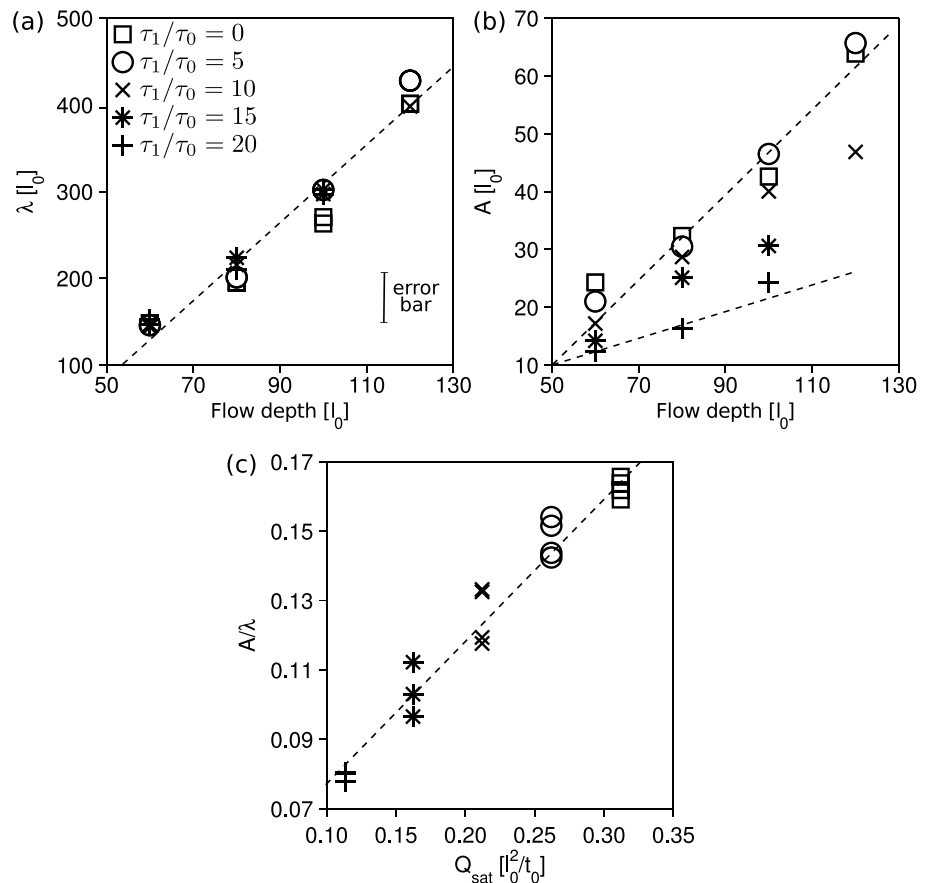 (a)
500
400
300
200
100
λ [l₀]
τ₁/τ₀ = 0
τ₁/τ₀ = 5
τ₁/τ₀ = 10
τ₁/τ₀ = 15
τ₁/τ₀ = 20
error
bar
50 70 90 110 130
Flow depth [l₀]
(b)
70
60
50
40
30
20
10
A [l₀]
50 70 90 110 130
Flow depth [l₀]
(c)
0.17
0.15
0.13
0.11
0.09
0.07
A/λ
0.10 0.15 0.20 0.25 0.30 0.35
Q_sat [l₀²/t₀]